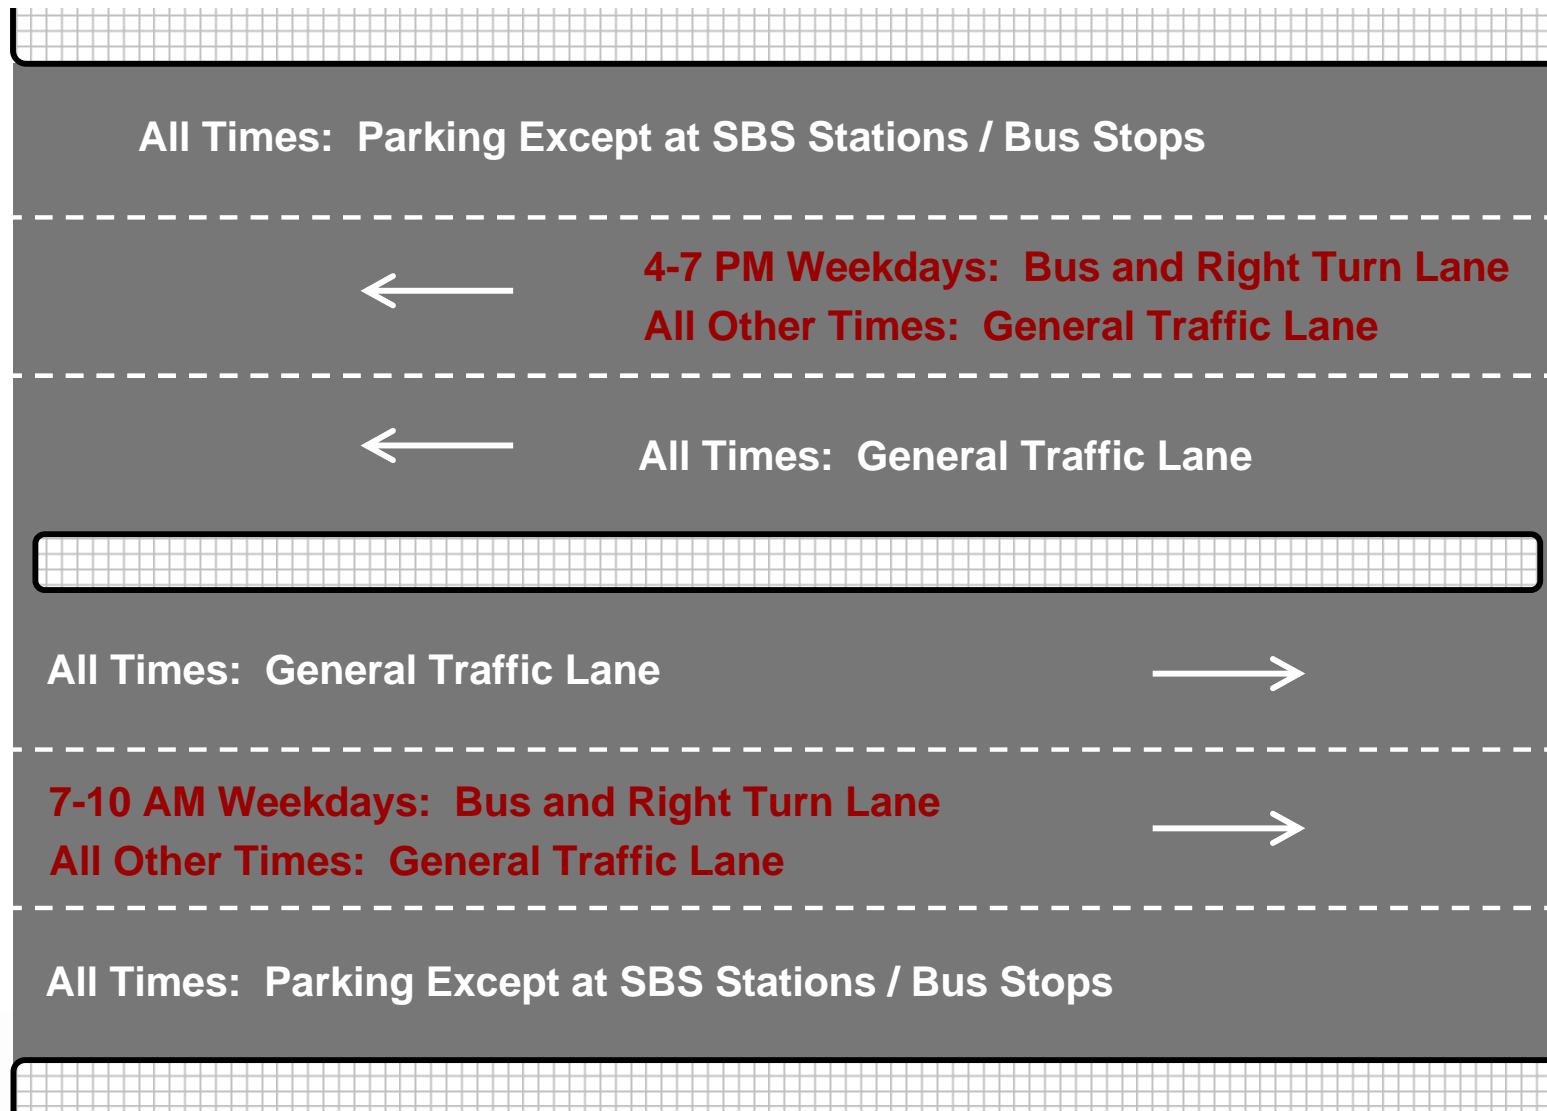 All Times:  Parking Except at SBS Stations / Bus Stops
4-7 PM Weekdays:  Bus and Right Turn Lane
All Other Times:  General Traffic Lane
All Times:  General Traffic Lane
All Times:  General Traffic Lane
7-10 AM Weekdays:  Bus and Right Turn Lane
All Other Times:  General Traffic Lane
All Times:  Parking Except at SBS Stations / Bus Stops